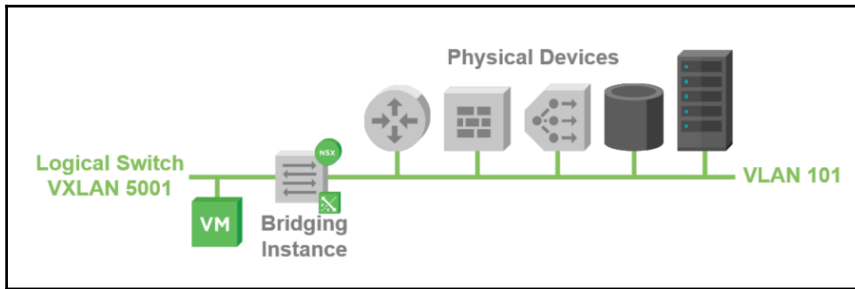 Physical Devices
NSX
Logical Switch
VXLAN 5001
VLAN 101
VM
Bridging
Instance